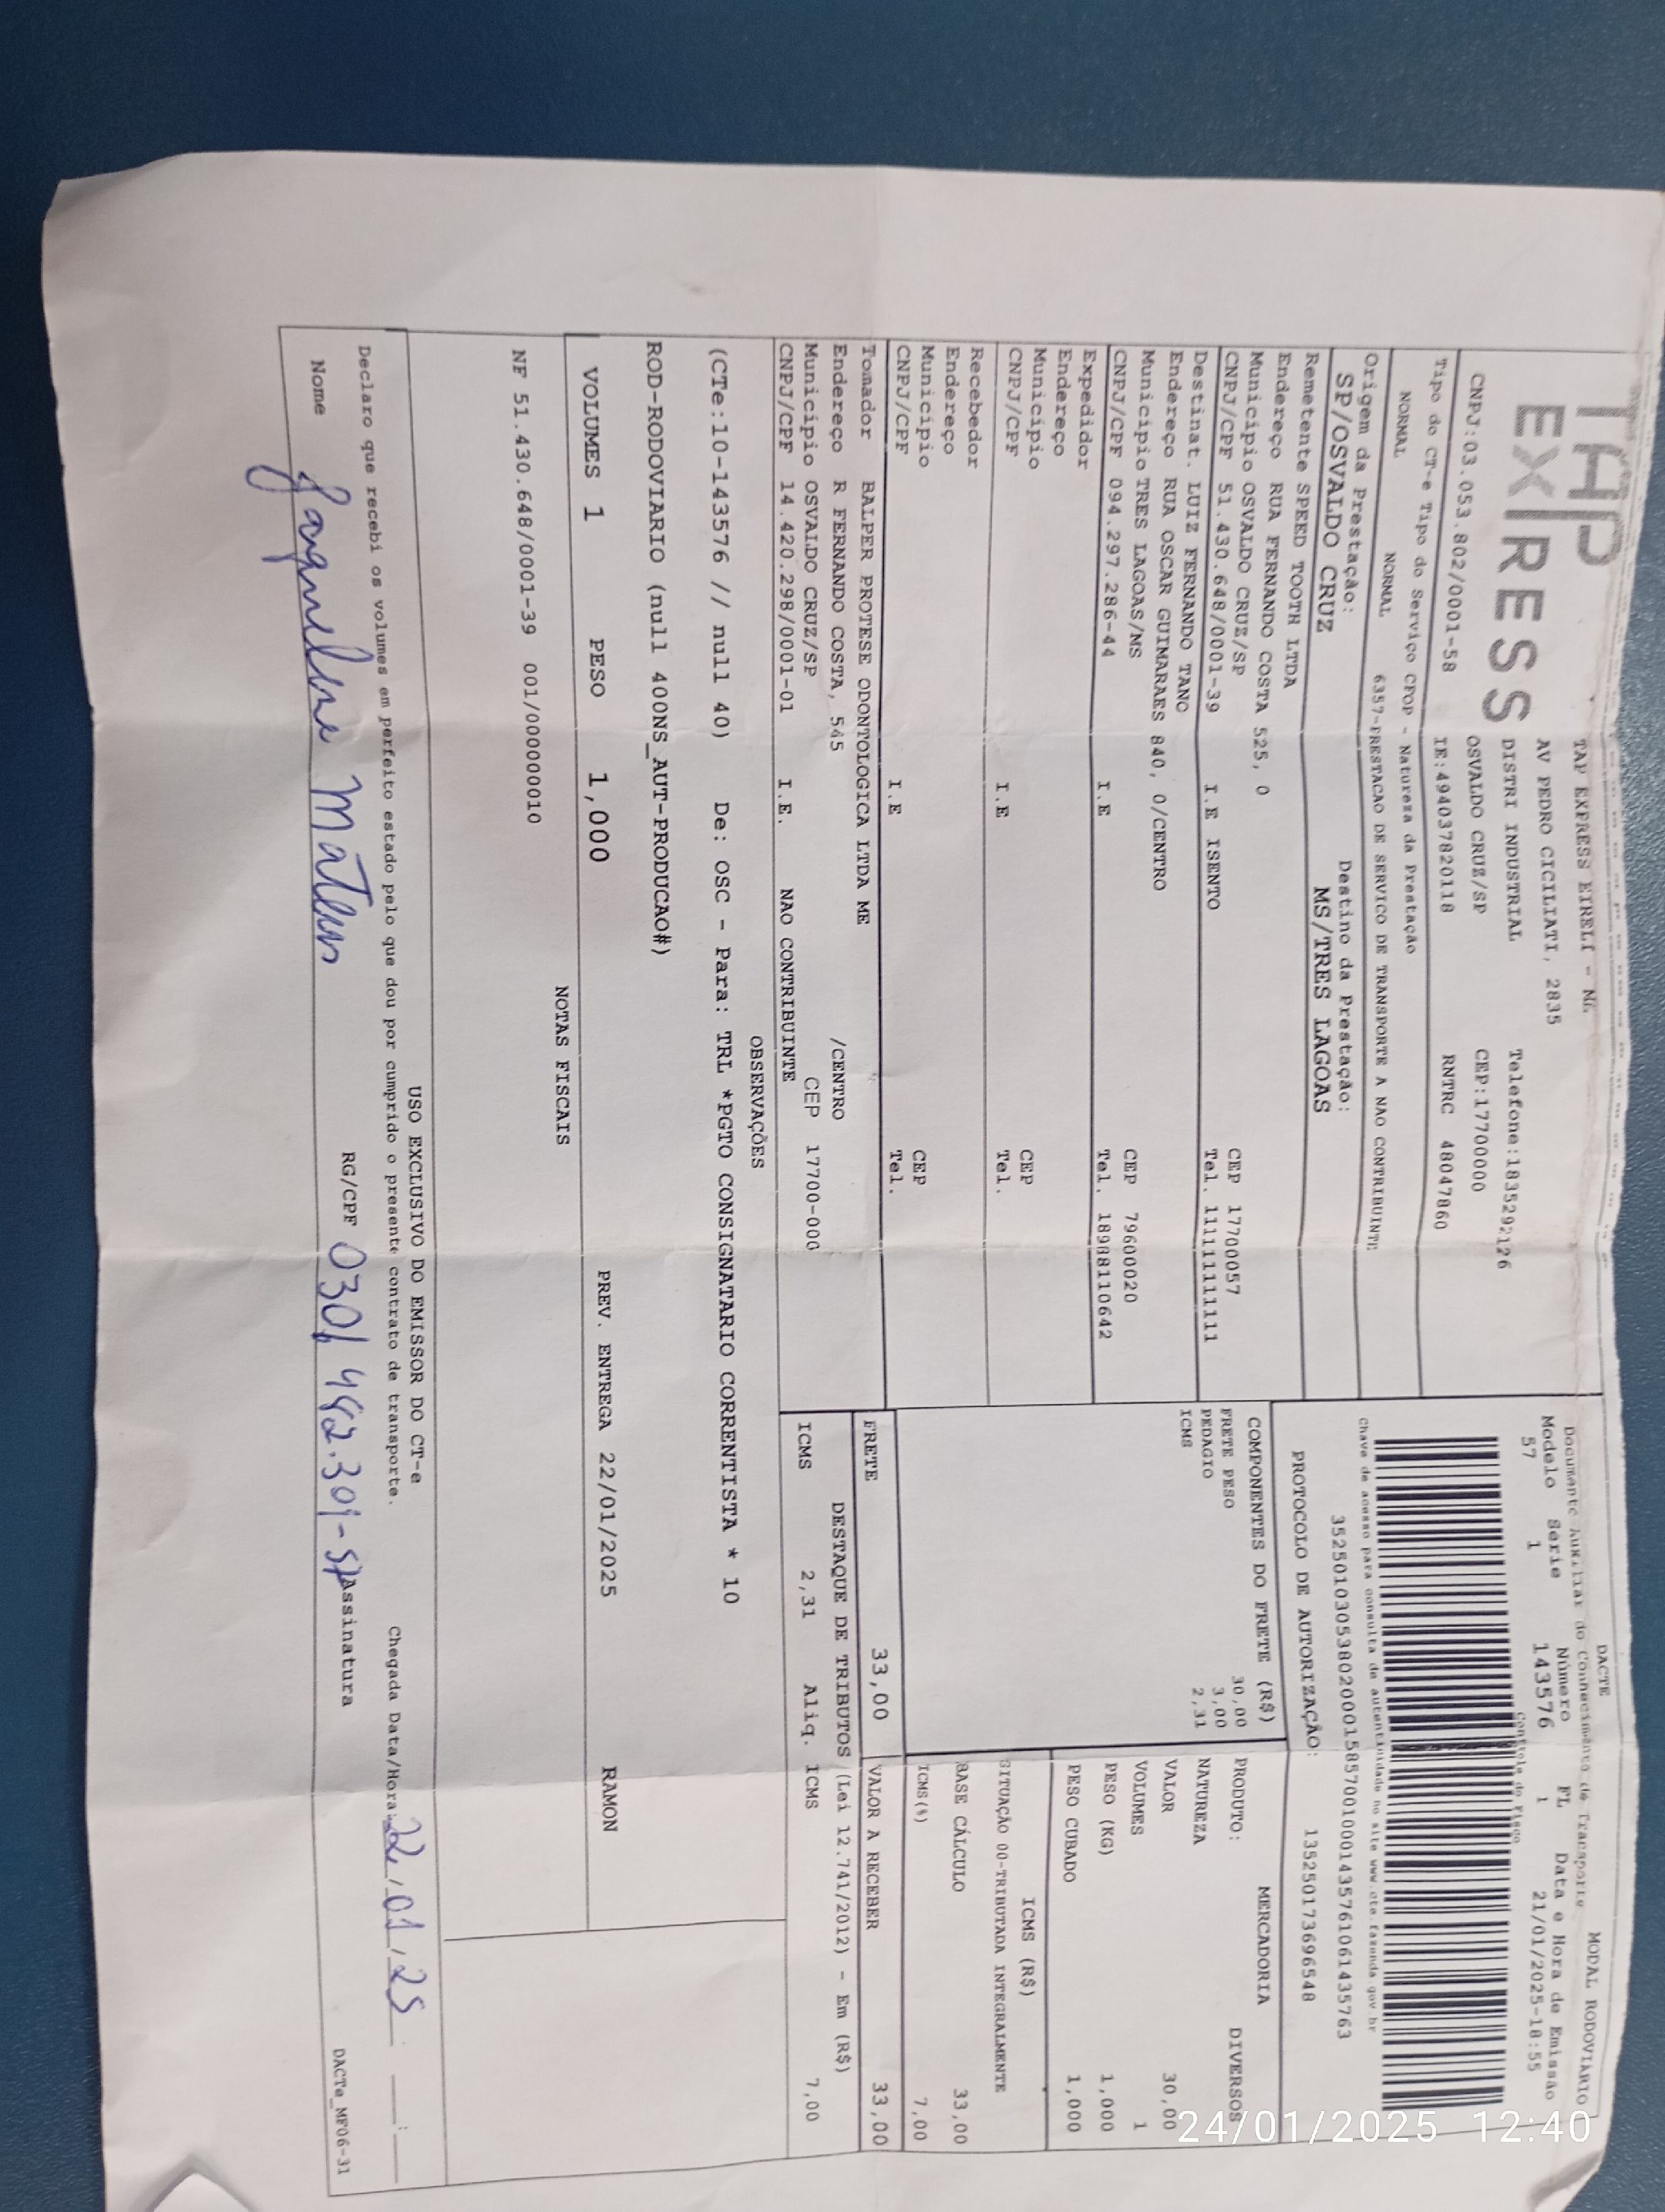 TAP
EXPRESS
TAP EXPRESS EIRELI - ME
AV PEDRO CICILIATI, 2835
DISTRI INDUSTRIAL Telefone:1835292126
OSVALDO CRUZ/SP CEP:17700000
CNPJ:03.053.802/0001-58 IE:494037820118 RNTRC 48047860
Tipo do CT-e Tipo do Serviço CFOP - Natureza da Prestação
NORMAL NORMAL 6357-PRESTACAO DE SERVICO DE TRANSPORTE A NAO CONTRIBUINTE
Origem da Prestação: Destino da Prestação:
SP/OSVALDO CRUZ MS/TRES LAGOAS
Remetente SPEED TOOTH LTDA
Endereço RUA FERNANDO COSTA 525, 0
Município OSVALDO CRUZ/SP CEP 17700057
CNPJ/CPF 51.430.648/0001-39 I.E ISENTO Tel. 11111111111
Destinat. LUIZ FERNANDO TANO
Endereço RUA OSCAR GUIMARAES 840, 0/CENTRO
Município TRES LAGOAS/MS CEP 79600020
CNPJ/CPF 094.297.286-44 I.E Tel. 18988110642
Expedidor
Endereço
Município CEP
CNPJ/CPF I.E Tel.
Recebedor
Endereço
Município CEP
CNPJ/CPF I.E Tel.
Tomador BALPER PROTESE ODONTOLOGICA LTDA ME
Endereço R FERNANDO COSTA, 545 /CENTRO
Município OSVALDO CRUZ/SP CEP 17700-000
CNPJ/CPF 14.420.298/0001-01 I.E. NAO CONTRIBUINTE
DACTE MODAL RODOVIÁRIO
Documento Auxiliar do Conhecimento de Transporte
Modelo Serie Número FL Data e Hora de Emissão
57 1 143576 1 21/01/2025-18:55
Controle do Fisco
Chave de acesso para consulta de autenticidade no site www.cte.fazenda.gov.br
35250103053802000158570010001435761061435763
PROTOCOLO DE AUTORIZAÇÃO: 135250173696548
COMPONENTES DO FRETE (R$)
FRETE PESO 30,00
PEDAGIO 3,00
ICMS 2,31
MERCADORIA
PRODUTO: DIVERSOS
NATUREZA
VALOR 30,00
VOLUMES 1
PESO (KG) 1,000
PESO CUBADO 1,000
ICMS (R$)
SITUAÇÃO 00-TRIBUTADA INTEGRALMENTE
BASE CÁLCULO 33,00
ICMS(%) 7,00
FRETE 33,00 VALOR A RECEBER 33,00
DESTAQUE DE TRIBUTOS (Lei 12.741/2012) - Em (R$)
ICMS 2,31 Aliq. ICMS 7,00
OBSERVAÇÕES
(CTe:10-143576 // null 40) De: OSC - Para: TRL *PGTO CONSIGNATARIO CORRENTISTA * 10
ROD-RODOVIARIO (null 400NS_AUT-PRODUCAO#)
VOLUMES 1 PESO 1,000 PREV. ENTREGA 22/01/2025 RAMON
NOTAS FISCAIS
NF 51.430.648/0001-39 001/000000010
USO EXCLUSIVO DO EMISSOR DO CT-e
Declaro que recebi os volumes em perfeito estado pelo que dou por cumprido o presente contrato de transporte. Chegada Data/Hora: 22/01/25
Nome Jaqueline RG/CPF Assinatura
DACTe_MF06-31
24/01/2025 12:40